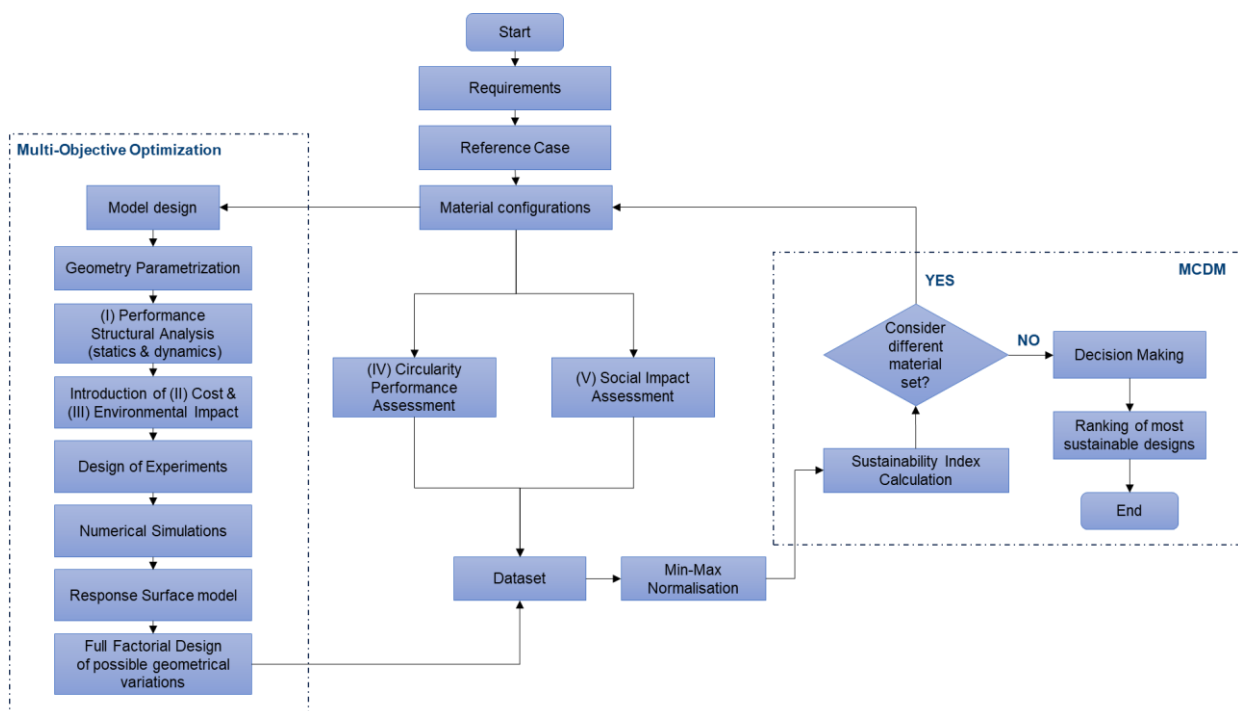 Start
Requirements
Reference Case
Material configurations
Multi-Objective Optimization
Model design
Geometry Parametrization
(I) Performance
Structural Analysis
(statics & dynamics)
Introduction of (II) Cost &
(III) Environmental Impact
Design of Experiments
Numerical Simulations
Response Surface model
Full Factorial Design
of possible geometrical
variations
(IV) Circularity
Performance
Assessment
(V) Social Impact
Assessment
Dataset
Min-Max
Normalisation
MCDM
YES
Consider
different
material
set?
NO
Decision Making
Ranking of most
sustainable designs
End
Sustainability Index
Calculation